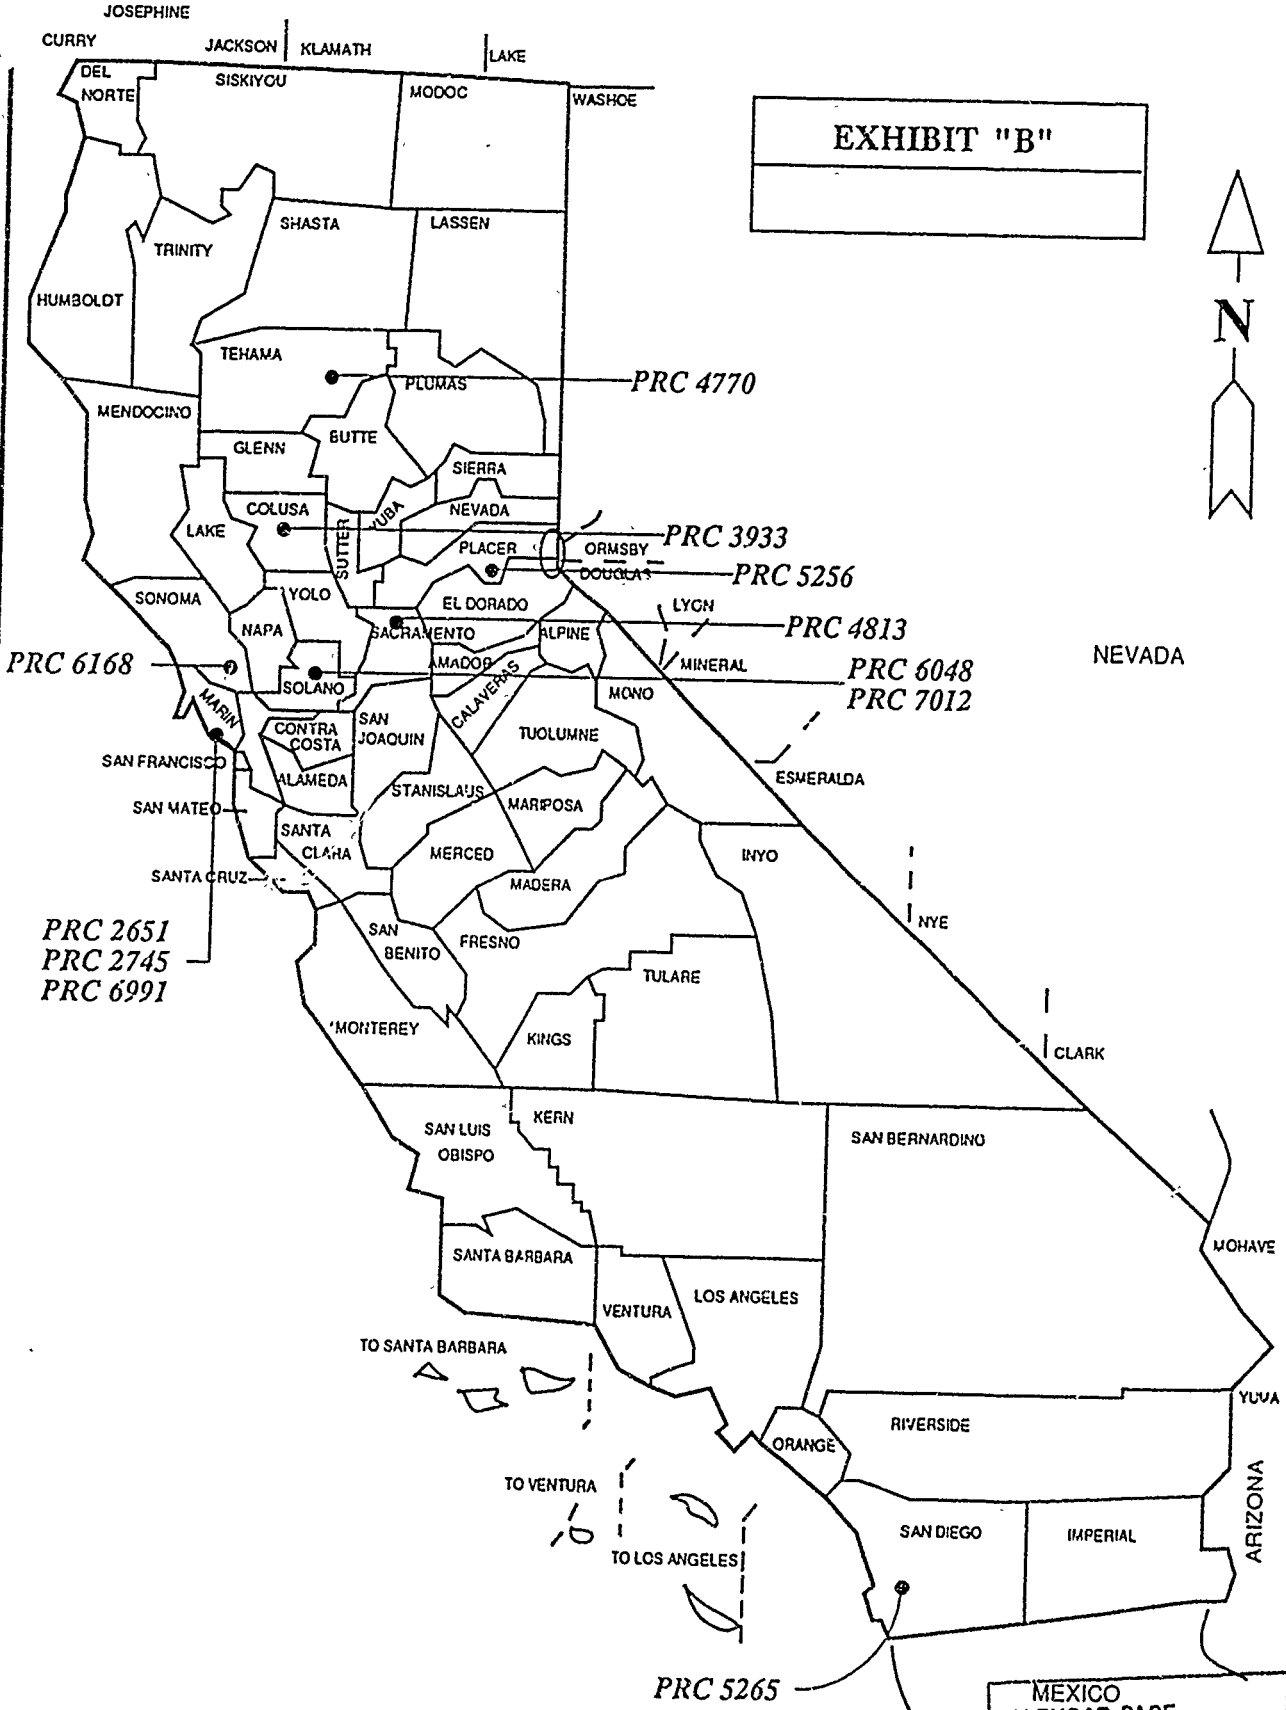 JOSEPHINE
CURRY
JACKSON
KLAMATH
LAKE
DEL
NORTE
SISKIYOU
MODOC
WASHOE
EXHIBIT "B"
SHASTA
LASSEN
TRINITY
HUMBOLDT
N
TEHAMA
PLUMAS
PRC 4770
MENDOCINO
BUTTE
GLENN
SIERRA
COLUSA
YUBA
NEVADA
LAKE
SUTTER
PRC 3933
PLACER
ORMSBY
DOUGLAS
PRC 5256
SONOMA
YOLO
EL DORADO
LYON
NAPA
SACRAMENTO
ALPINE
PRC 4813
PRC 6168
AMADOR
MINERAL
NEVADA
PRC 6048
SOLANO
CALAVERAS
MONO
PRC 7012
MARIN
SAN
JOAQUIN
CONTRA
COSTA
TUOLUMNE
SAN FRANCISCO
ALAMEDA
ESMERALDA
STANISLAUS
MARIPOSA
SAN MATEO
SANTA
CLARA
MERCED
INYO
SANTA CRUZ
MADERA
PRC 2651
PRC 2745
PRC 6991
SAN
BENITO
FRESNO
NYE
TULARE
MONTEREY
KINGS
CLARK
KERN
SAN LUIS
OBISPO
SAN BERNARDINO
SANTA BARBARA
MOHAVE
VENTURA
LOS ANGELES
TO SANTA BARBARA
YUMA
RIVERSIDE
ORANGE
TO VENTURA
ARIZONA
SAN DIEGO
IMPERIAL
TO LOS ANGELES
PRC 5265
MEXICO